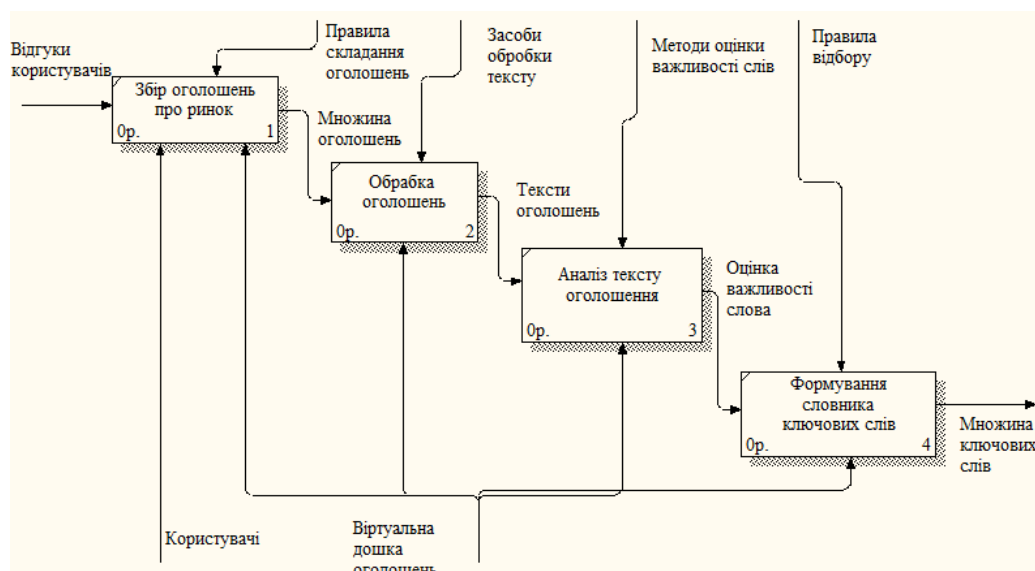 Відгуки
користувачів
Правила
складання
оголошень
Засоби
обробки
тексту
Методи оцінки
важливості слів
Правила
відбору
Збір оголошень
про ринок
0р.
1
Множина
оголошень
Обрабка
оголошень
0р.
2
Тексти
оголошень
Аналіз тексту
оголошення
0р.
3
Оцінка
важливості
слова
Формування
словника
ключових слів
0р.
4
Множина
ключових
слів
Користувачі
Віртуальна
дошка
оголошень